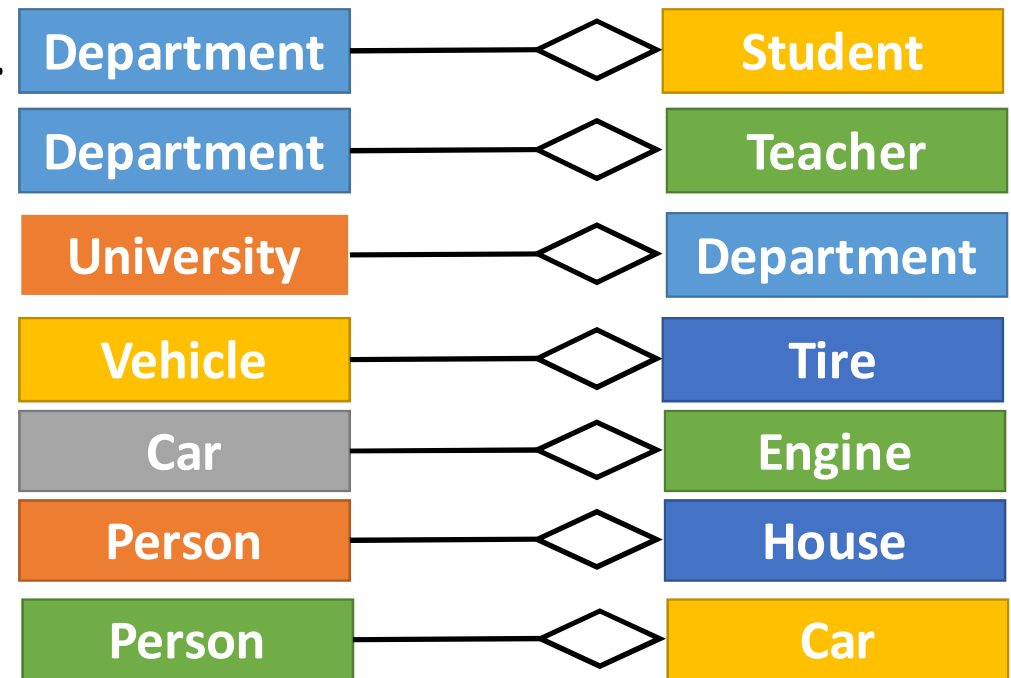 Department Student
Department Teacher
University Department
Vehicle Tire
Car Engine
Person House
Person Car